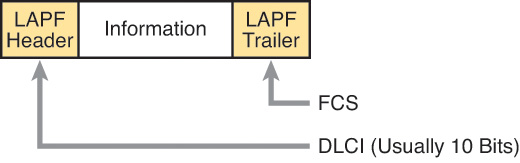 LAPF
Header
Information
LAPF
Trailer
FCS
DLCI (Usually 10 Bits)